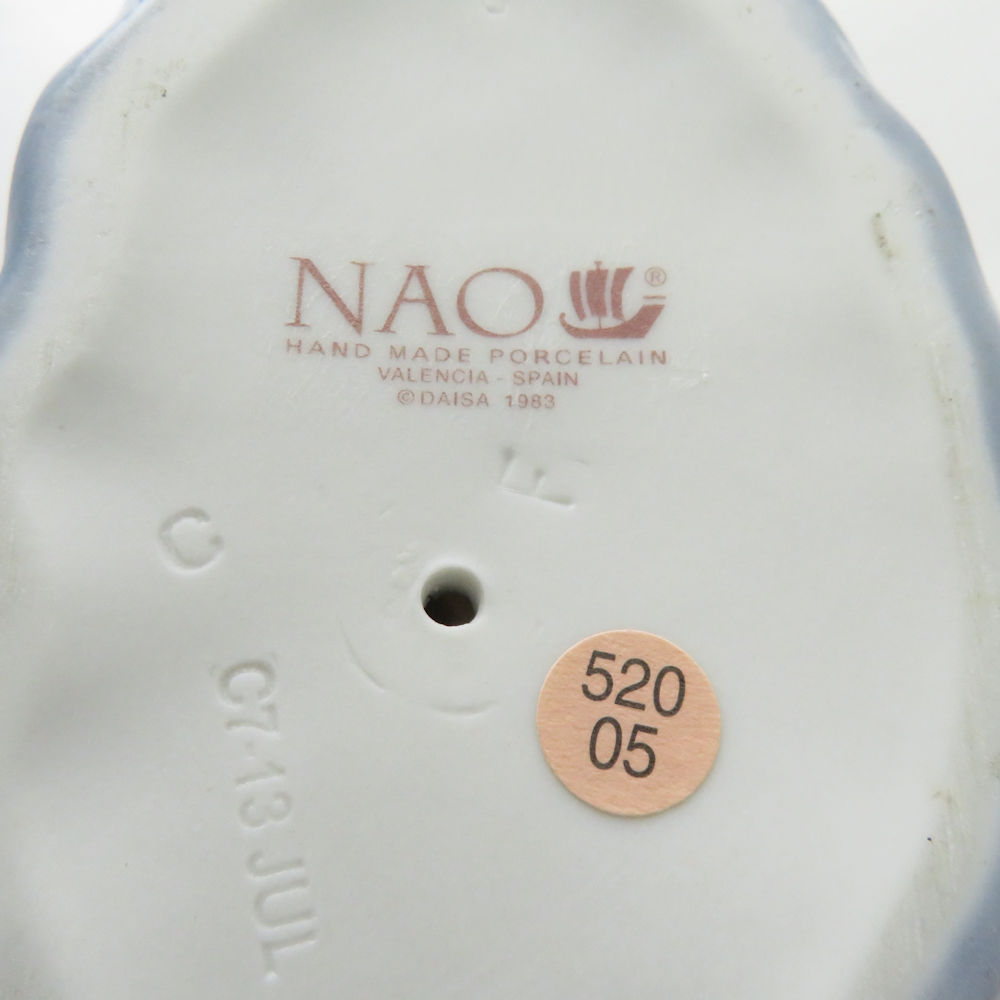 NAO ®
HAND MADE PORCELAIN
VALENCIA - SPAIN
© DAISA 1983
F
C
C7-13 JUL
520
05